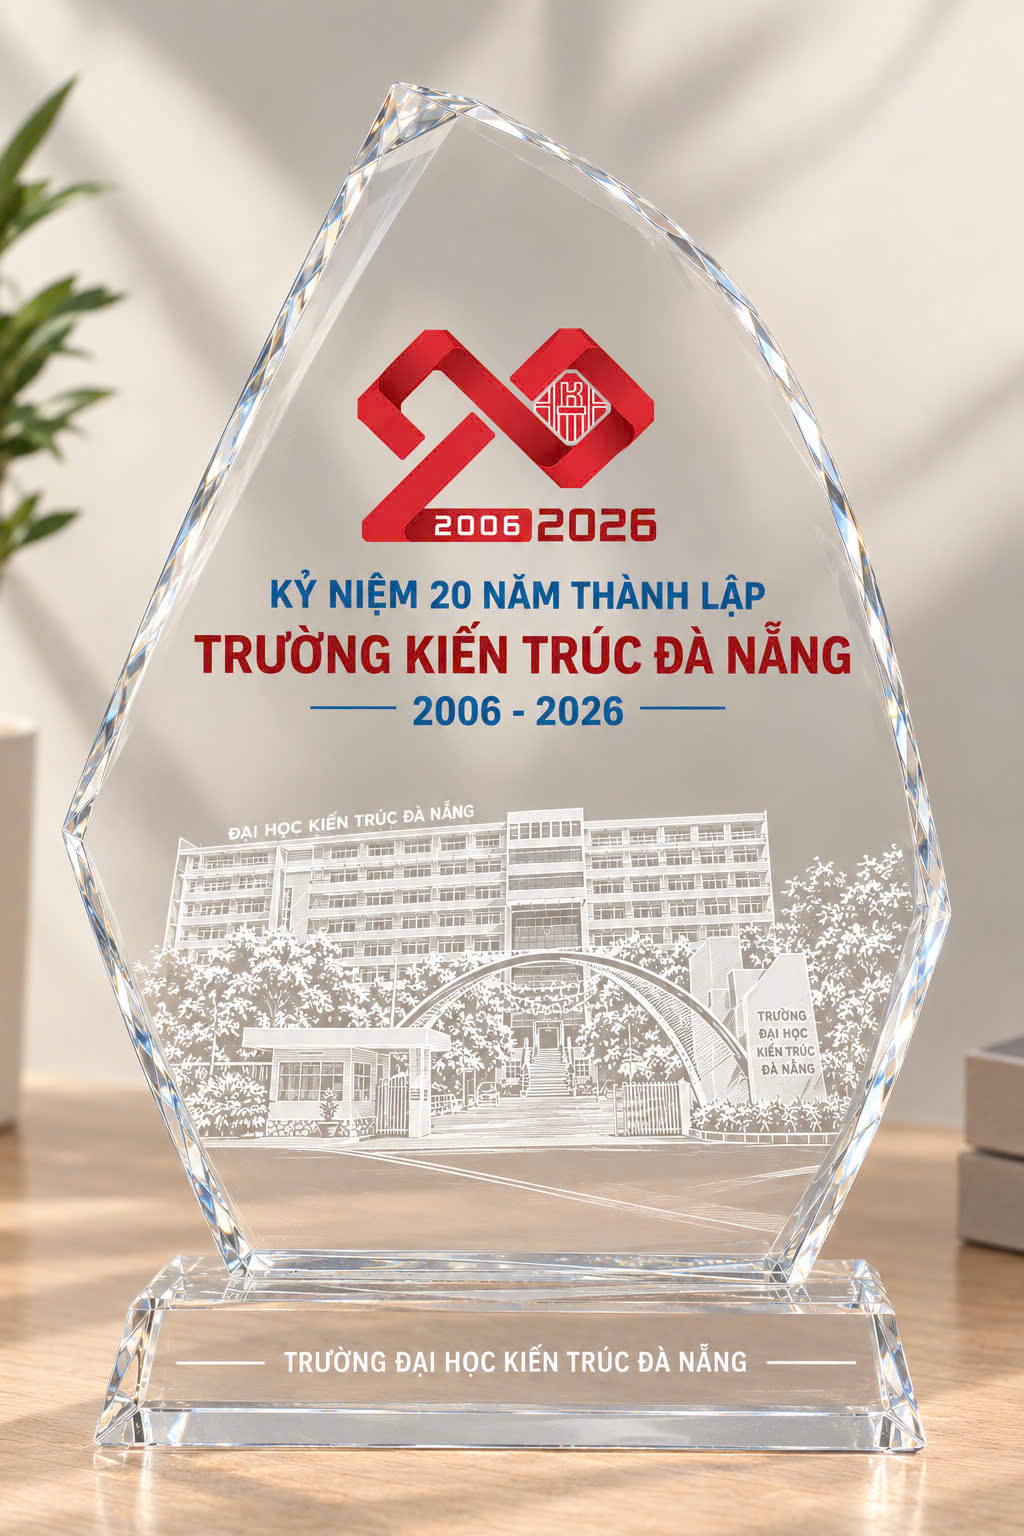 K
2006 2026
KỶ NIỆM 20 NĂM THÀNH LẬP
TRƯỜNG KIẾN TRÚC ĐÀ NẴNG
2006 - 2026
ĐẠI HỌC KIẾN TRÚC ĐÀ NẴNG
TRƯỜNG
ĐẠI HỌC
KIẾN TRÚC
ĐÀ NẴNG
TRƯỜNG ĐẠI HỌC KIẾN TRÚC ĐÀ NẴNG